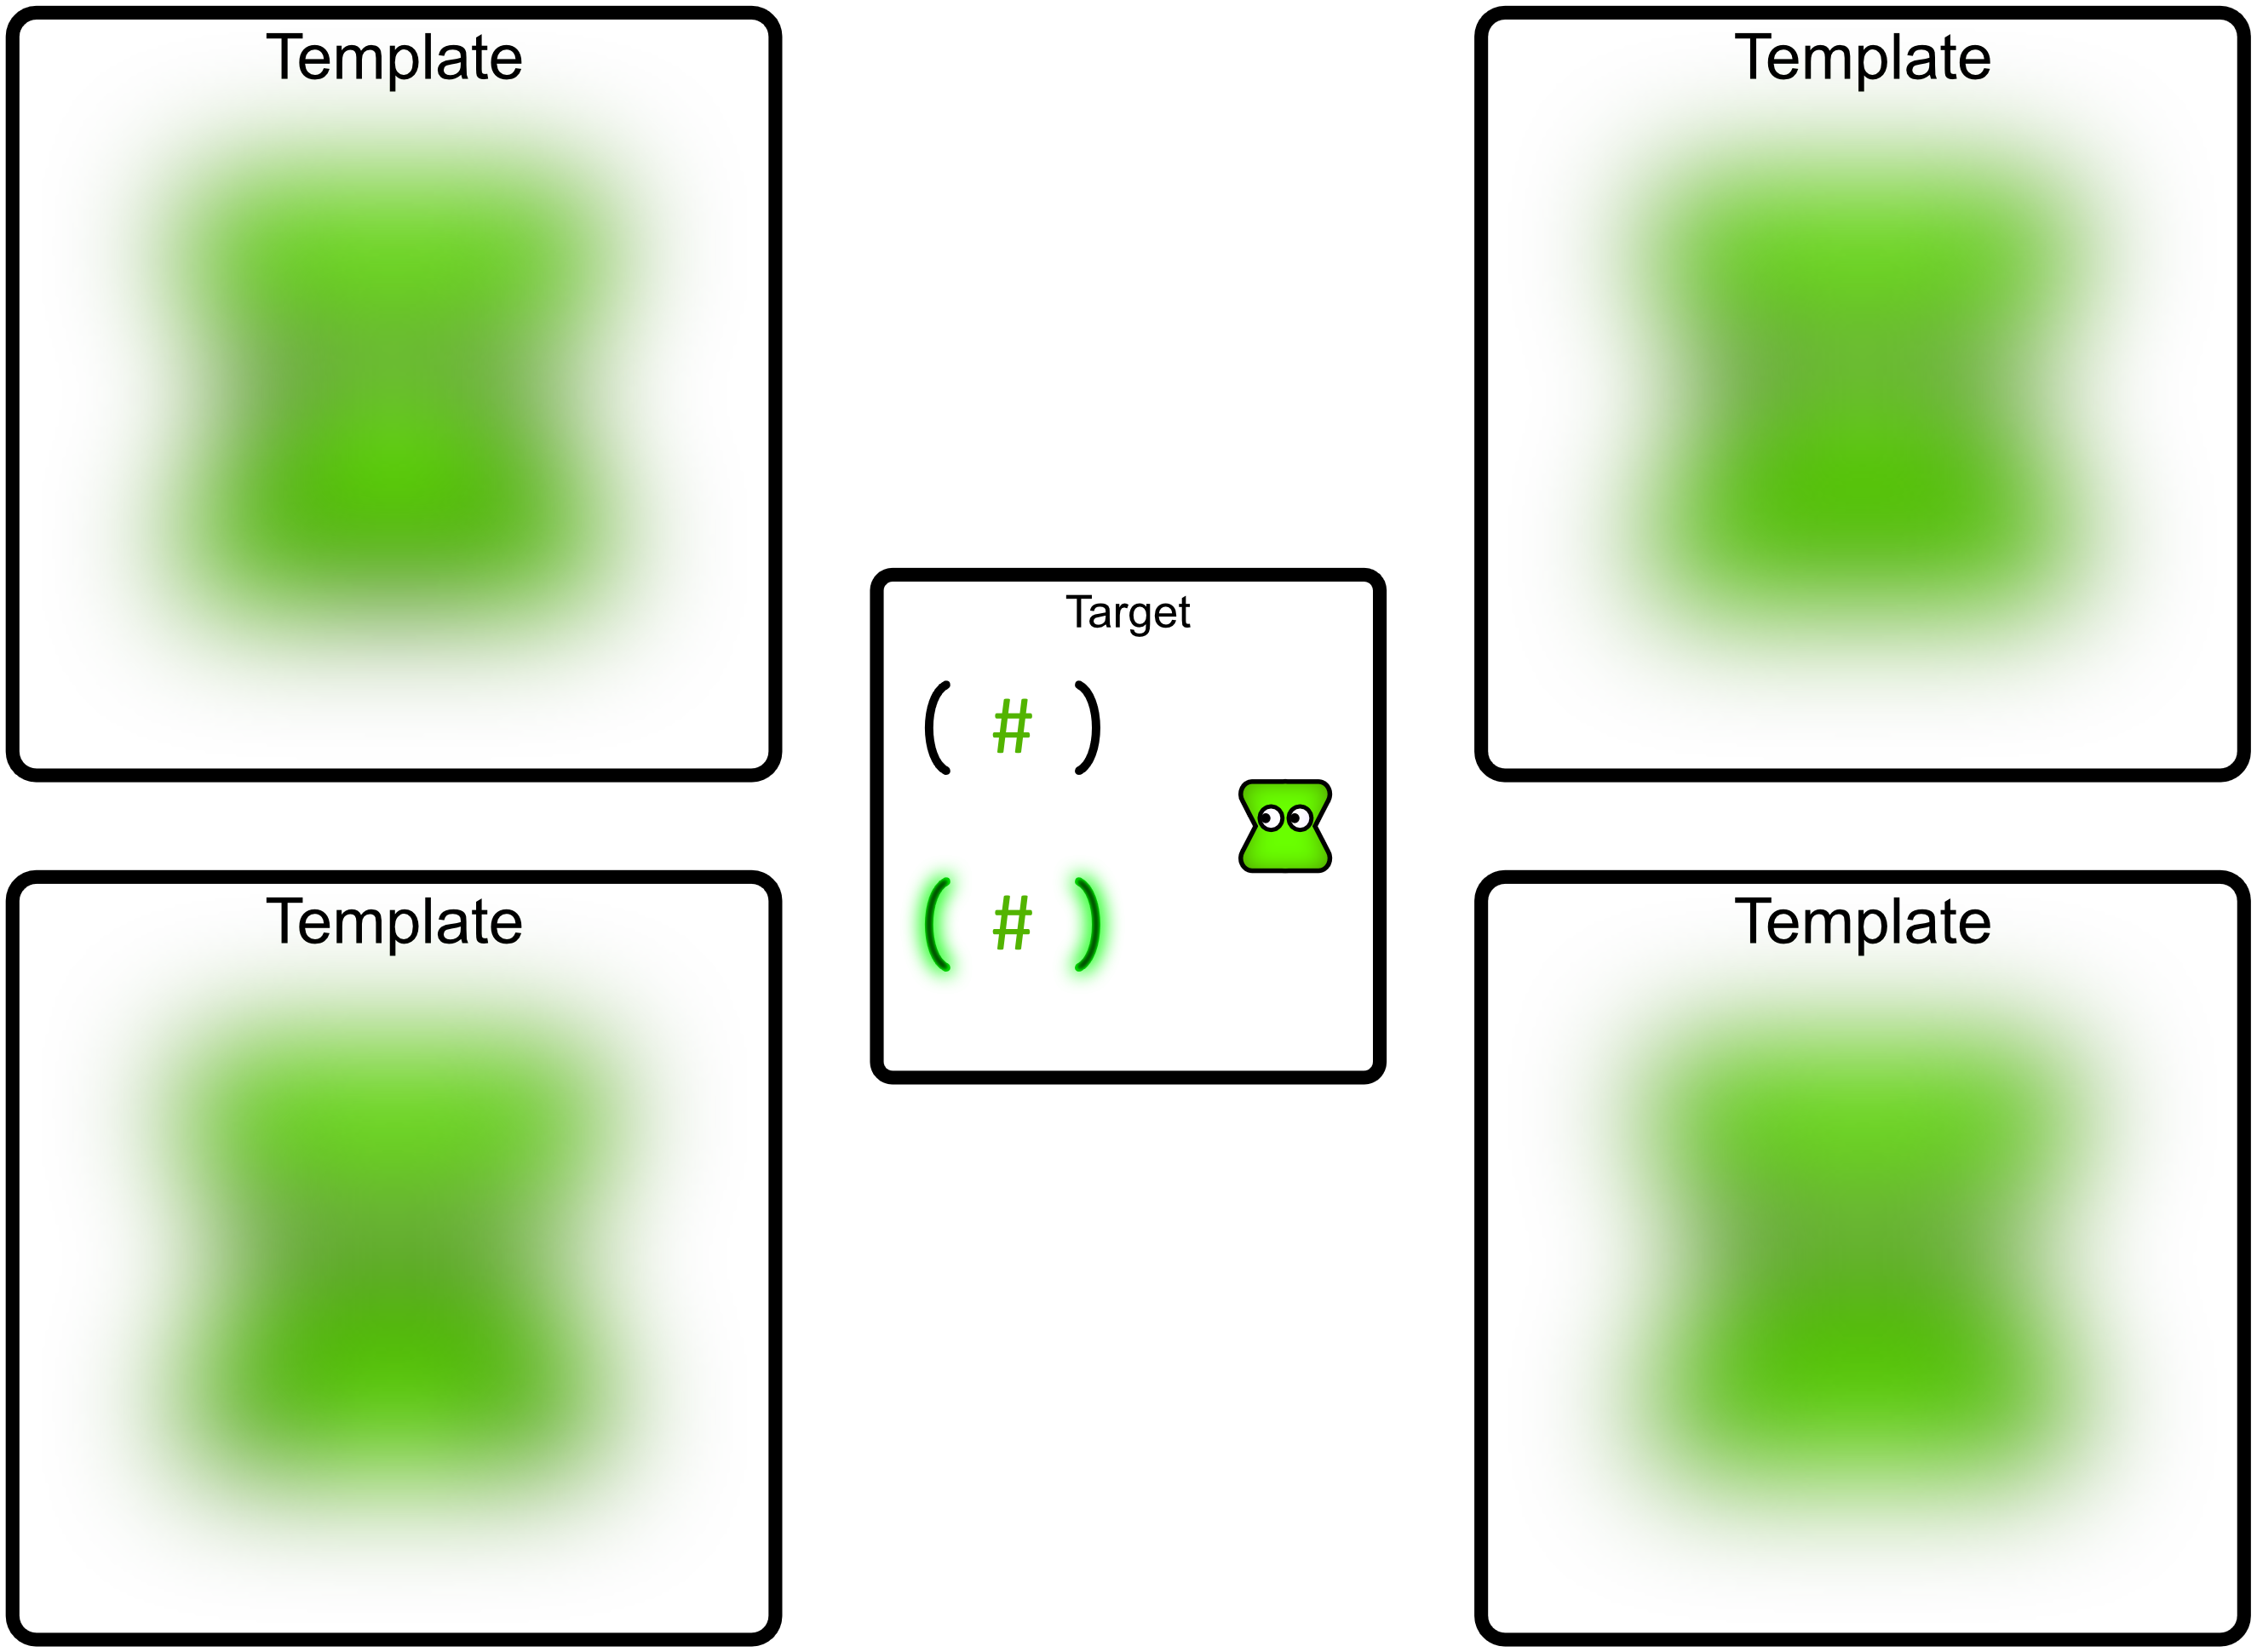 Template
Template
Target
( # )
( # )
Template
Template